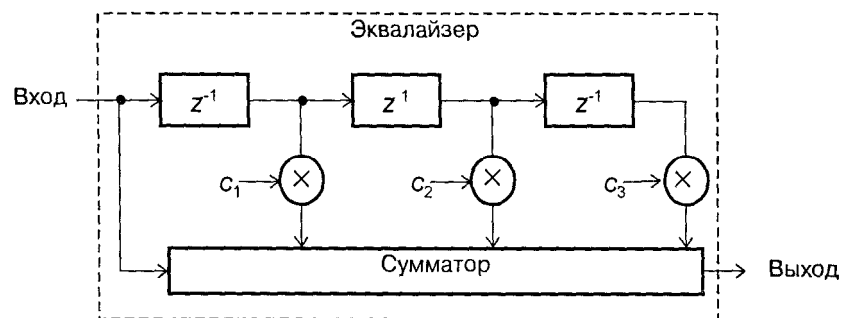 Эквалайзер
Вход
z⁻¹
z ¹
z⁻¹
C₁
×
C₂
×
C₃
×
Сумматор
Выход